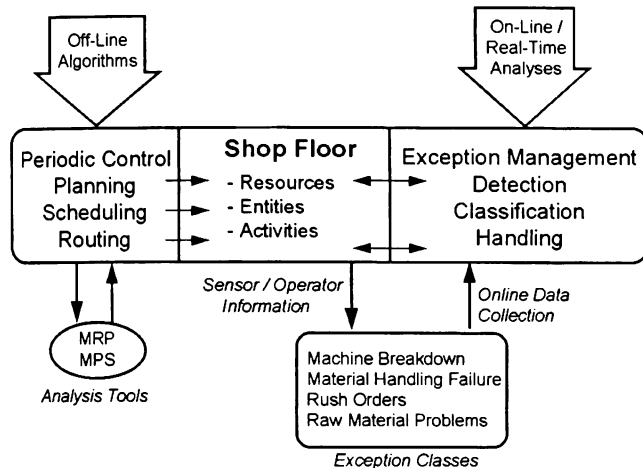 Off-Line
Algorithms
On-Line /
Real-Time
Analyses
Periodic Control
Planning
Scheduling
Routing
Shop Floor
- Resources
- Entities
- Activities
Exception Management
Detection
Classification
Handling
Sensor / Operator
Information
Online Data
Collection
MRP
MPS
Analysis Tools
Machine Breakdown
Material Handling Failure
Rush Orders
Raw Material Problems
Exception Classes